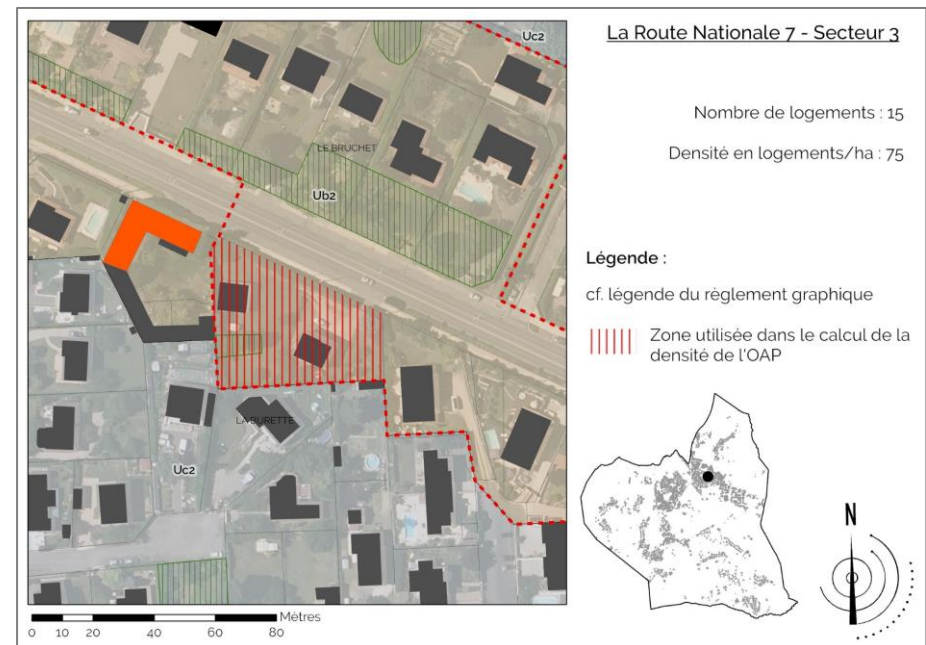 La Route Nationale 7 - Secteur 3
Nombre de logements : 15
Densité en logements/ha : 75
Légende :
cf. légende du règlement graphique
Zone utilisée dans le calcul de la
densité de l'OAP
Uc2
LE BRUCHET
Ub2
LA BURETTE
Uc2
Mètres
0 10 20 40 60 80
N